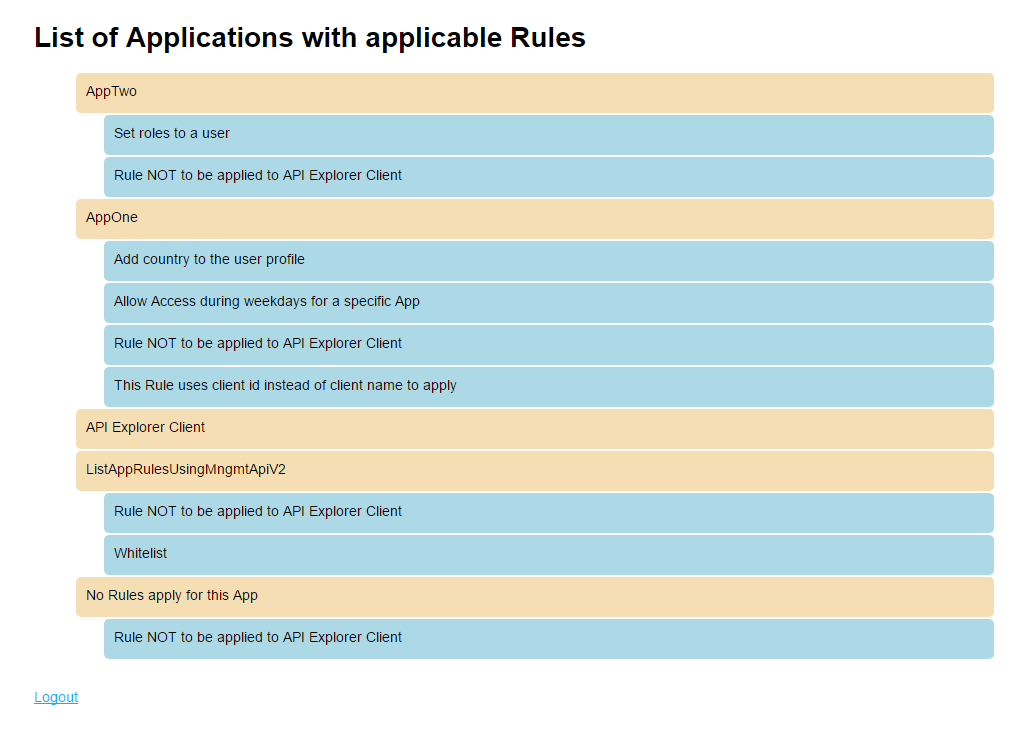 List of Applications with applicable Rules
AppTwo
Set roles to a user
Rule NOT to be applied to API Explorer Client
AppOne
Add country to the user profile
Allow Access during weekdays for a specific App
Rule NOT to be applied to API Explorer Client
This Rule uses client id instead of client name to apply
API Explorer Client
ListAppRulesUsingMngmtApiV2
Rule NOT to be applied to API Explorer Client
Whitelist
No Rules apply for this App
Rule NOT to be applied to API Explorer Client
Logout